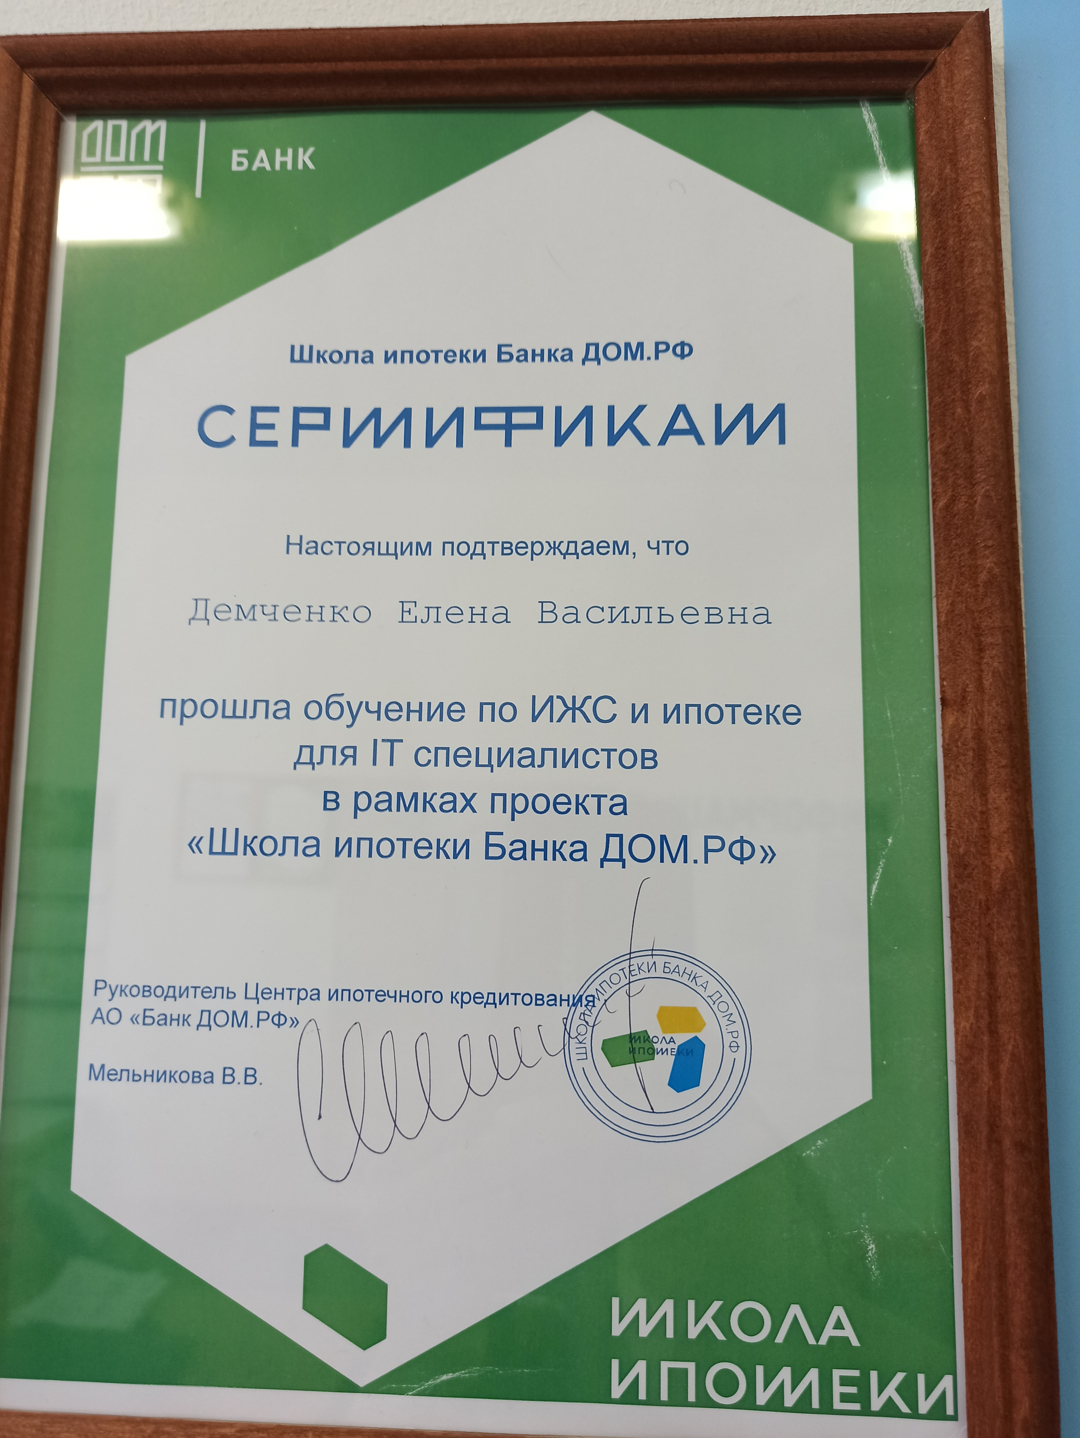 ДОМ
БАНК
Школа ипотеки Банка ДОМ.РФ
СЕРТИФИКАТ
Настоящим подтверждаем, что
Демченко Елена Васильевна
прошла обучение по ИЖС и ипотеке
для IT специалистов
в рамках проекта
«Школа ипотеки Банка ДОМ.РФ»
Руководитель Центра ипотечного кредитования
АО «Банк ДОМ.РФ»
Мельникова В.В.
ШКОЛА ИПОТЕКИ БАНКА ДОМ.РФ
ШКОЛА
ИПОТЕКИ
ШКОЛА
ИПОТЕКИ